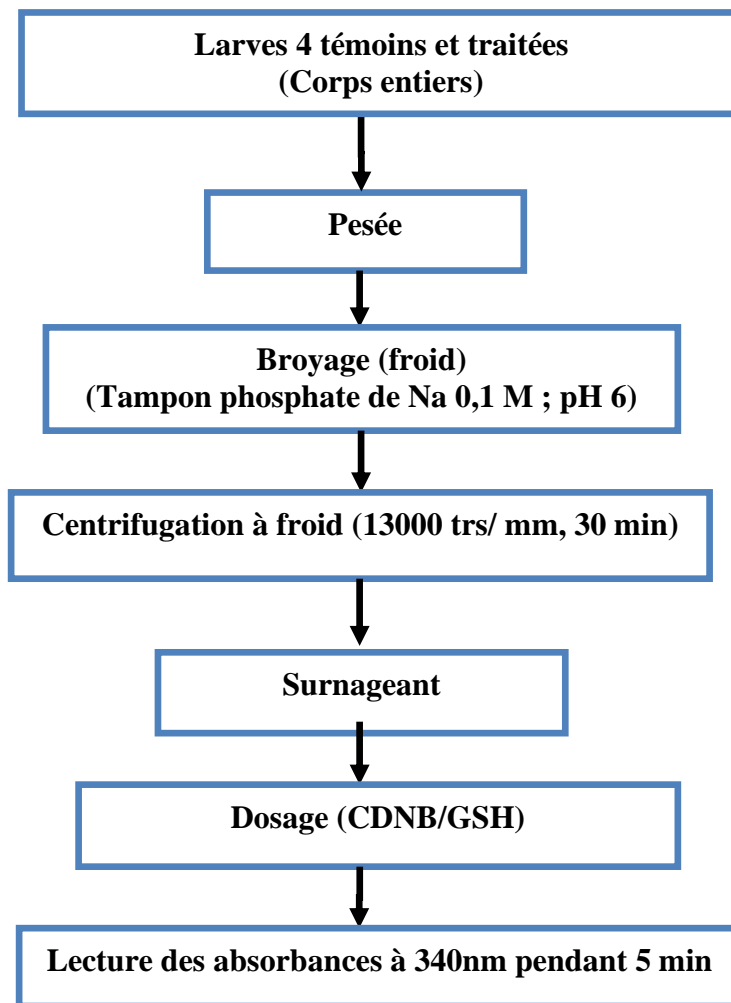 Larves 4 témoins et traitées
(Corps entiers)
Pesée
Broyage (froid)
(Tampon phosphate de Na 0,1 M ; pH 6)
Centrifugation à froid (13000 trs/ mm, 30 min)
Surnageant
Dosage (CDNB/GSH)
Lecture des absorbances à 340nm pendant 5 min